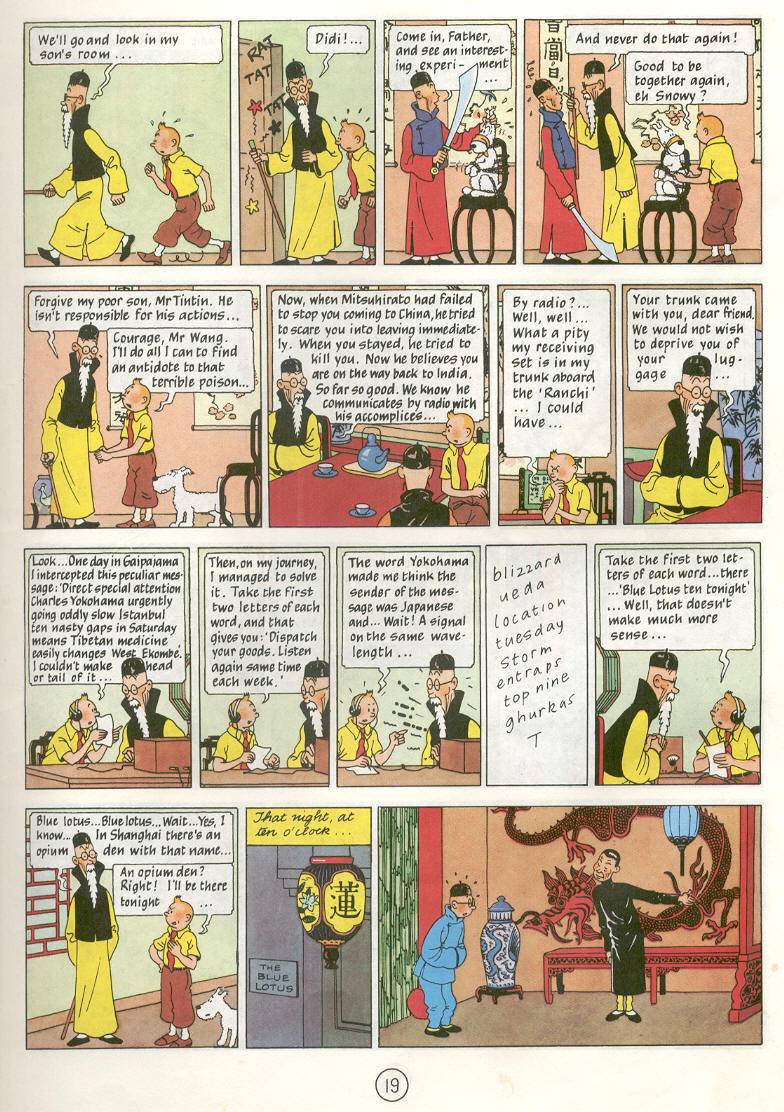 We'll go and look in my
son's room ...
RAT
TAT
TAT
Didi!...
Come in, Father,
and see an interest-
ing experi- ment
...
當
日
And never do that again!
Good to be
together again,
eh Snowy?
Forgive my poor son, Mr Tintin. He
isn't responsible for his actions...
Courage, Mr Wang.
I'll do all I can to find
an antidote to that
terrible poison...
Now, when Mitsuhirato had failed
to stop you coming to China, he tried
to scare you into leaving immediate-
ly. When you stayed, he tried to
kill you. Now he believes you
are on the way back to India.
So far so good. We know he
communicates by radio with
his accomplices...
By radio?...
Well, well...
What a pity
my receiving
set is in my
trunk aboard
the 'Ranchi'
... I could
have...
Your trunk came
with you, dear friend.
We would not wish
to deprive you of
your lug-
gage ...
Look...One day in Gaipajama
I intercepted this peculiar mes-
sage: 'Direct special attention
Charles Yokohama urgently
going oddly slow Istanbul
ten nasty gaps in Saturday
means Tibetan medicine
easily changes West Ekombé.'
I couldn't make head
or tail of it...
Then, on my journey,
I managed to solve
it. Take the first
two letters of each
word, and that
gives you: 'Dispatch
your goods. Listen
again same time
each week.'
The word Yokohama
made me think the
sender of the mes-
sage was Japanese
and... Wait! A signal
on the same wave-
length...
blizzard
ueda
location
tuesday
storm
entraps
top nine
ghurkas
T
Take the first two let-
ters of each word...there
...'Blue Lotus ten tonight'
... Well, that doesn't
make much more
sense...
Blue lotus...Blue lotus...Wait...Yes, I
know... In Shanghai there's an
opium den with that name...
An opium den?
Right! I'll be there
tonight ...
That night, at
ten o'clock...
蓮
THE
BLUE
LOTUS
19